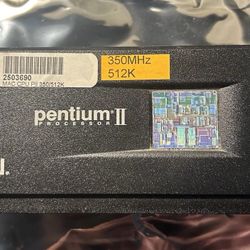 2503690
MAC CPU PII 350/512K
350MHz
512K
pentium II
PROCESSOR